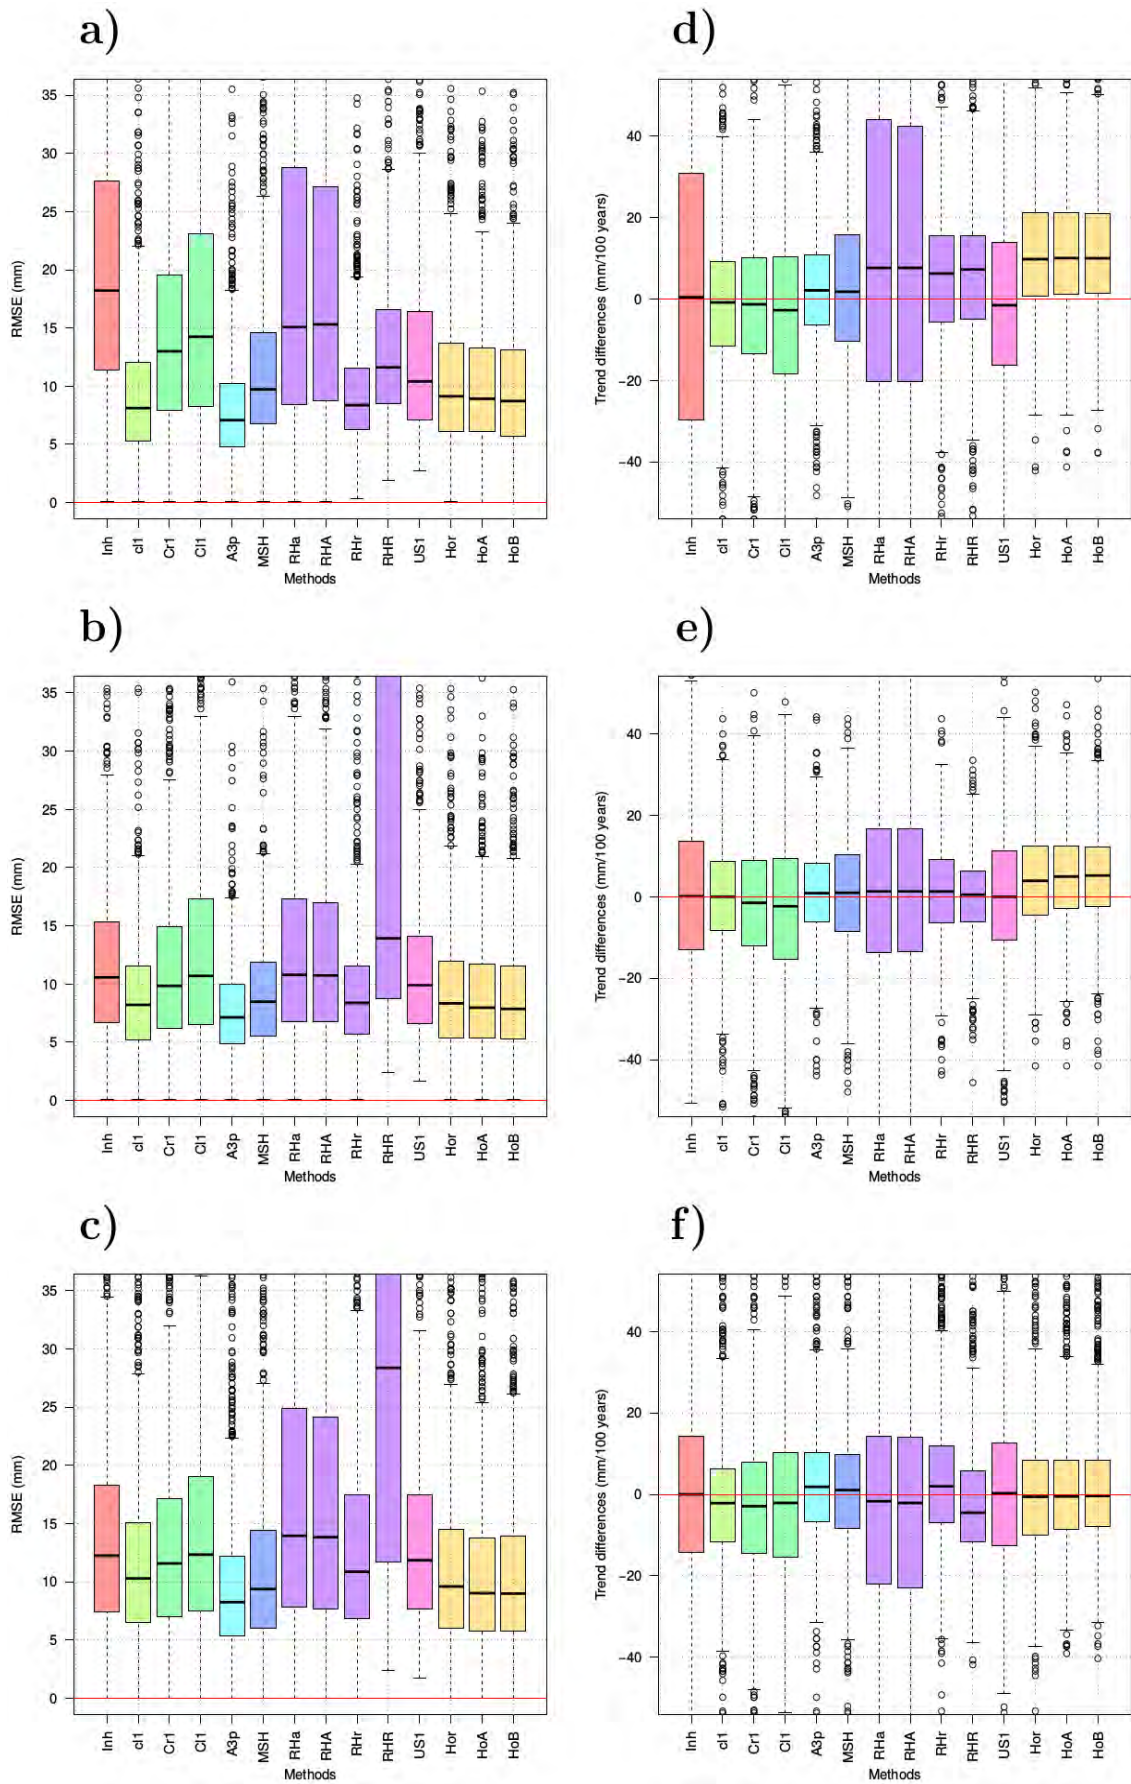 a)
RMSE (mm)
35
30
25
20
15
10
5
0
Inh cl1 Cr1 Cl1 A3p MSH RHa RHA RHr RHR US1 Hor HoA HoB
Methods
d)
Trend differences (mm/100 years)
40
20
0
−20
−40
Inh cl1 Cr1 Cl1 A3p MSH RHa RHA RHr RHR US1 Hor HoA HoB
Methods
b)
RMSE (mm)
35
30
25
20
15
10
5
0
Inh cl1 Cr1 Cl1 A3p MSH RHa RHA RHr RHR US1 Hor HoA HoB
Methods
e)
Trend differences (mm/100 years)
40
20
0
−20
−40
Inh cl1 Cr1 Cl1 A3p MSH RHa RHA RHr RHR US1 Hor HoA HoB
Methods
c)
RMSE (mm)
35
30
25
20
15
10
5
0
Inh cl1 Cr1 Cl1 A3p MSH RHa RHA RHr RHR US1 Hor HoA HoB
Methods
f)
Trend differences (mm/100 years)
40
20
0
−20
−40
Inh cl1 Cr1 Cl1 A3p MSH RHa RHA RHr RHR US1 Hor HoA HoB
Methods